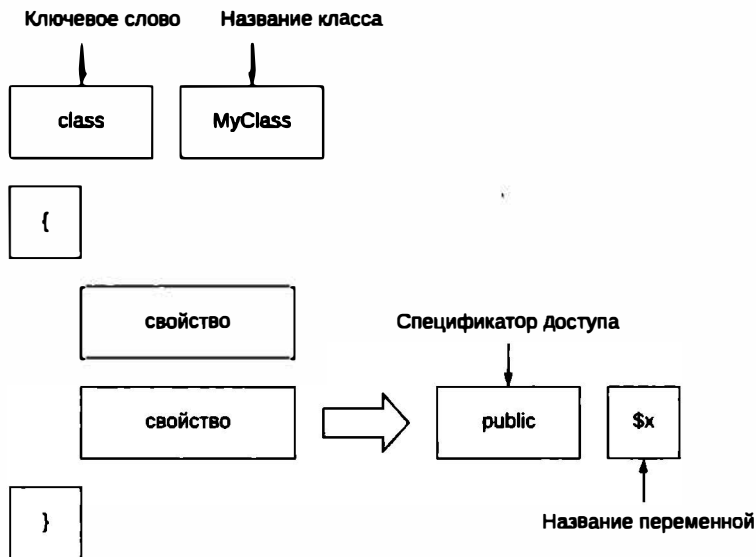 Ключевое слово Название класса
class MyClass
{
свойство
Спецификатор доступа
свойство public $x
}
Название переменной